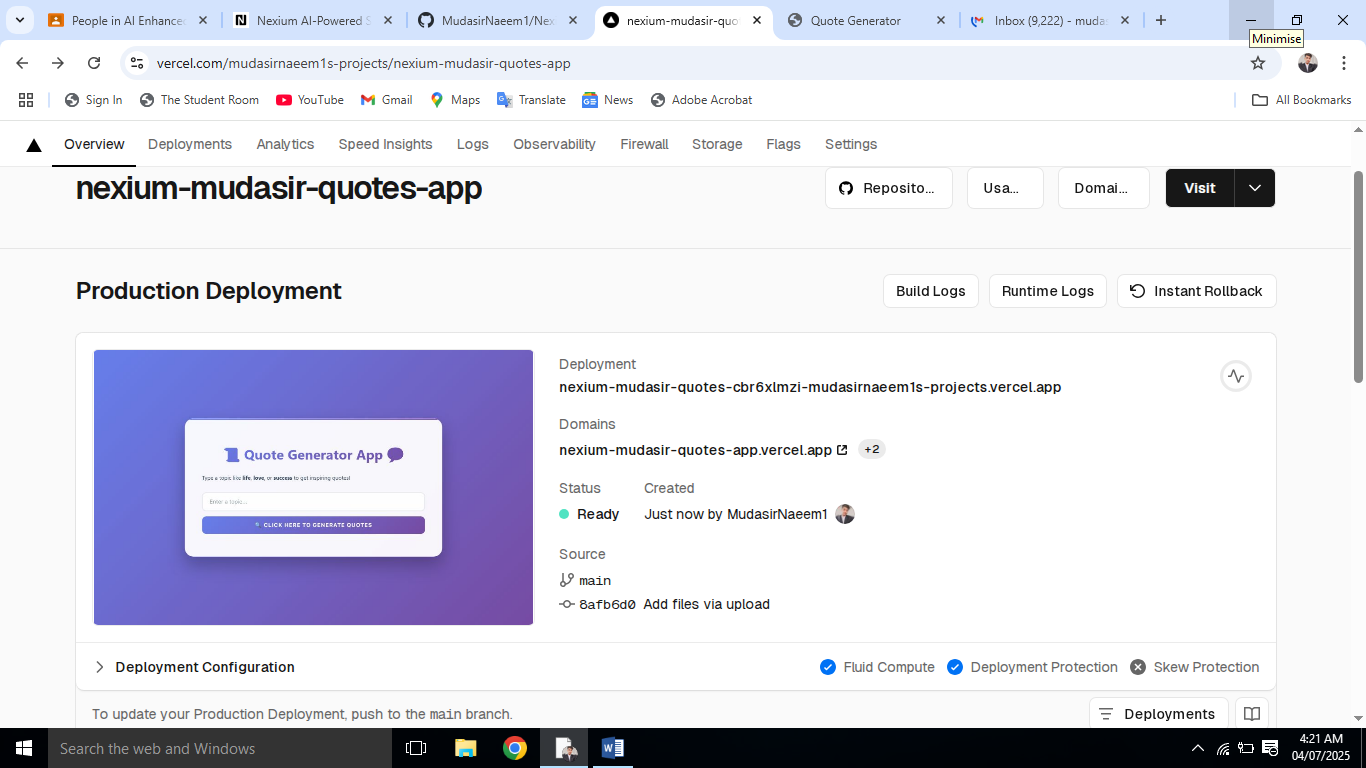 People in AI Enhance
Nexium AI-Powered S
MudasirNaeem1/Nex
nexium-mudasir-quo
Quote Generator
Inbox (9,222) - muda
Minimise
vercel.com/mudasirnaeem1s-projects/nexium-mudasir-quotes-app
Sign In
The Student Room
YouTube
Gmail
Maps
Translate
News
Adobe Acrobat
All Bookmarks
Overview
Deployments
Analytics
Speed Insights
Logs
Observability
Firewall
Storage
Flags
Settings
nexium-mudasir-quotes-app
Reposito...
Usa...
Domai...
Visit
Production Deployment
Build Logs
Runtime Logs
Instant Rollback
Quote Generator App
Type a topic like life, love, or success to get inspiring quotes!
Enter a topic...
CLICK HERE TO GENERATE QUOTES
Deployment
nexium-mudasir-quotes-cbr6xlmzi-mudasirnaeem1s-projects.vercel.app
Domains
nexium-mudasir-quotes-app.vercel.app
+2
Status
Created
Ready
Just now by MudasirNaeem1
Source
main
8afb6d0 Add files via upload
Deployment Configuration
Fluid Compute
Deployment Protection
Skew Protection
To update your Production Deployment, push to the main branch.
Deployments
Search the web and Windows
4:21 AM
04/07/2025